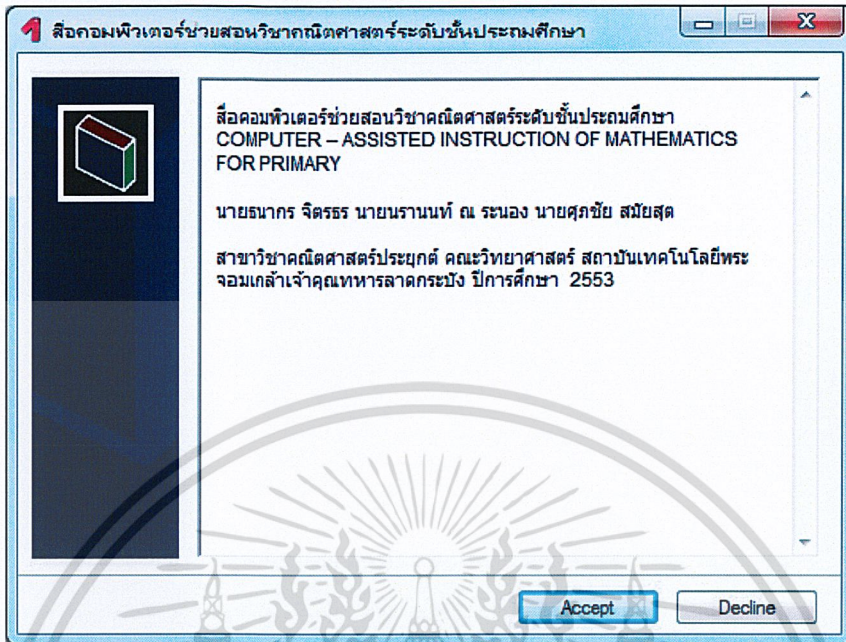 สื่อคอมพิวเตอร์ช่วยสอนวิชาคณิตศาสตร์ระดับชั้นประถมศึกษา
สื่อคอมพิวเตอร์ช่วยสอนวิชาคณิตศาสตร์ระดับชั้นประถมศึกษา
COMPUTER – ASSISTED INSTRUCTION OF MATHEMATICS
FOR PRIMARY
นายธนากร จิตรธร นายนรานนท์ ณ ระนอง นายศุภชัย สมัยสุต
สาขาวิชาคณิตศาสตร์ประยุกต์ คณะวิทยาศาสตร์ สถาบันเทคโนโลยีพระ
จอมเกล้าเจ้าคุณทหารลาดกระบัง ปีการศึกษา 2553
Accept Decline